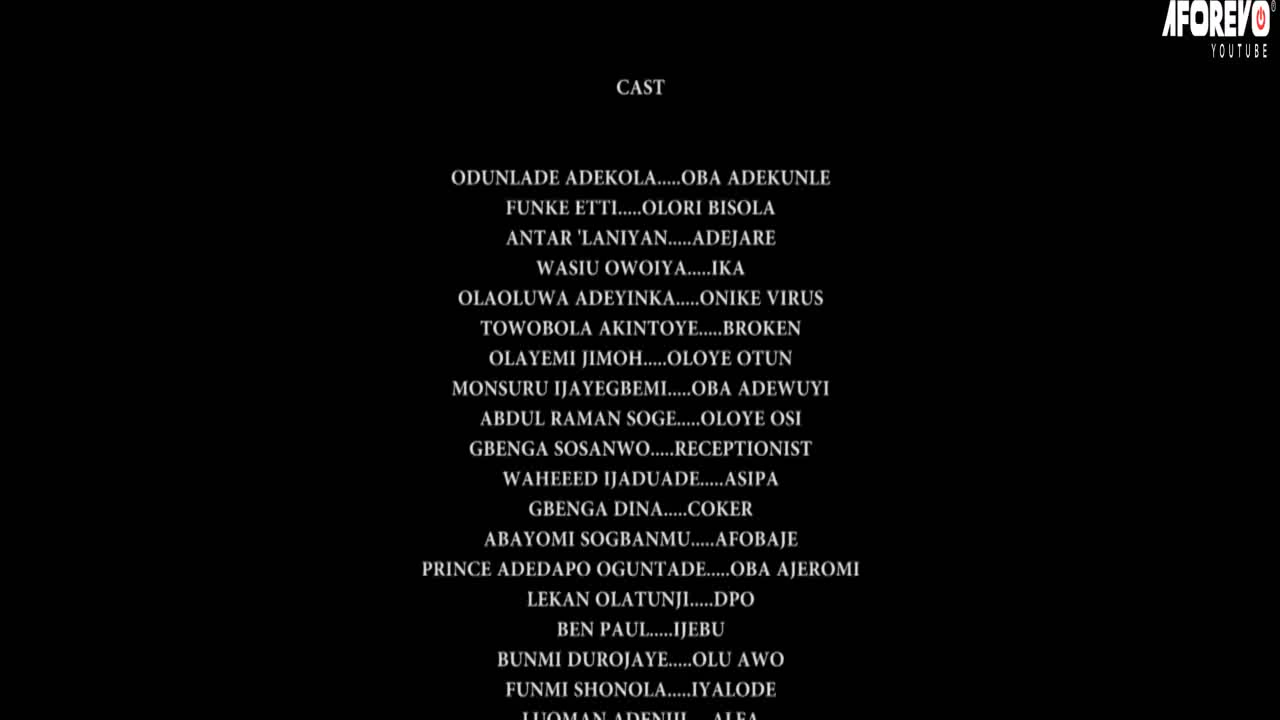 AFOREVO®
YOUTUBE
CAST
ODUNLADE ADEKOLA.....OBA ADEKUNLE
FUNKE ETTI.....OLORI BISOLA
ANTAR 'LANIYAN.....ADEJARE
WASIU OWOIYA.....IKA
OLAOLUWA ADEYINKA.....ONIKE VIRUS
TOWOBOLA AKINTOYE.....BROKEN
OLAYEMI JIMOH.....OLOYE OTUN
MONSURU IJAYEGBEMI.....OBA ADEWUYI
ABDUL RAMAN SOGE.....OLOYE OSI
GBENGA SOSANWO.....RECEPTIONIST
WAHEEED IJADUADE.....ASIPA
GBENGA DINA.....COKER
ABAYOMI SOGBANMU.....AFOBAJE
PRINCE ADEDAPO OGUNTADE.....OBA AJEROMI
LEKAN OLATUNJI.....DPO
BEN PAUL.....IJEBU
BUNMI DUROJAYE.....OLU AWO
FUNMI SHONOLA.....IYALODE